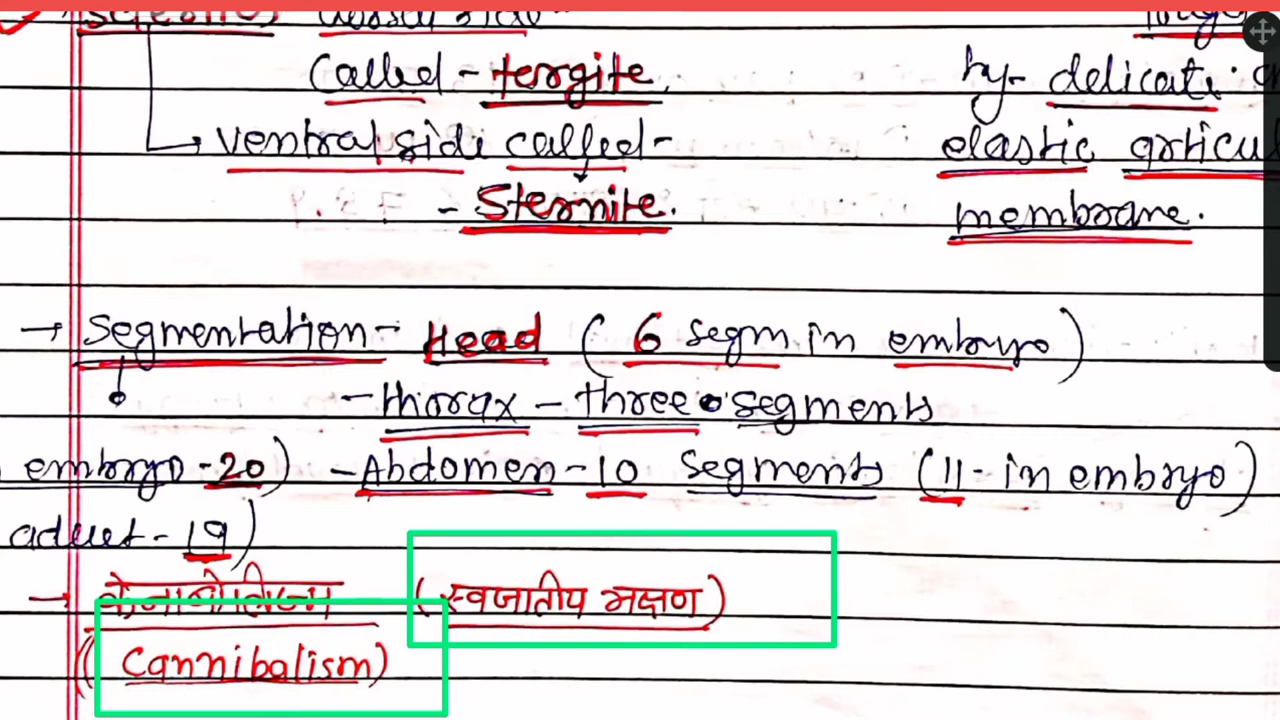 Called - tergite.
by- delicate
ventral side called-
elastic articu
- Sternite.
membrane.
→ Segmentation - Head ( 6 segm. in embryo )
- thorax - three segments
embryo - 20) - Abdomen - 10 segments (11 - in embryo )
aduet - 19)
→ (स्वजातीय भक्षण )
( Cannibalism)